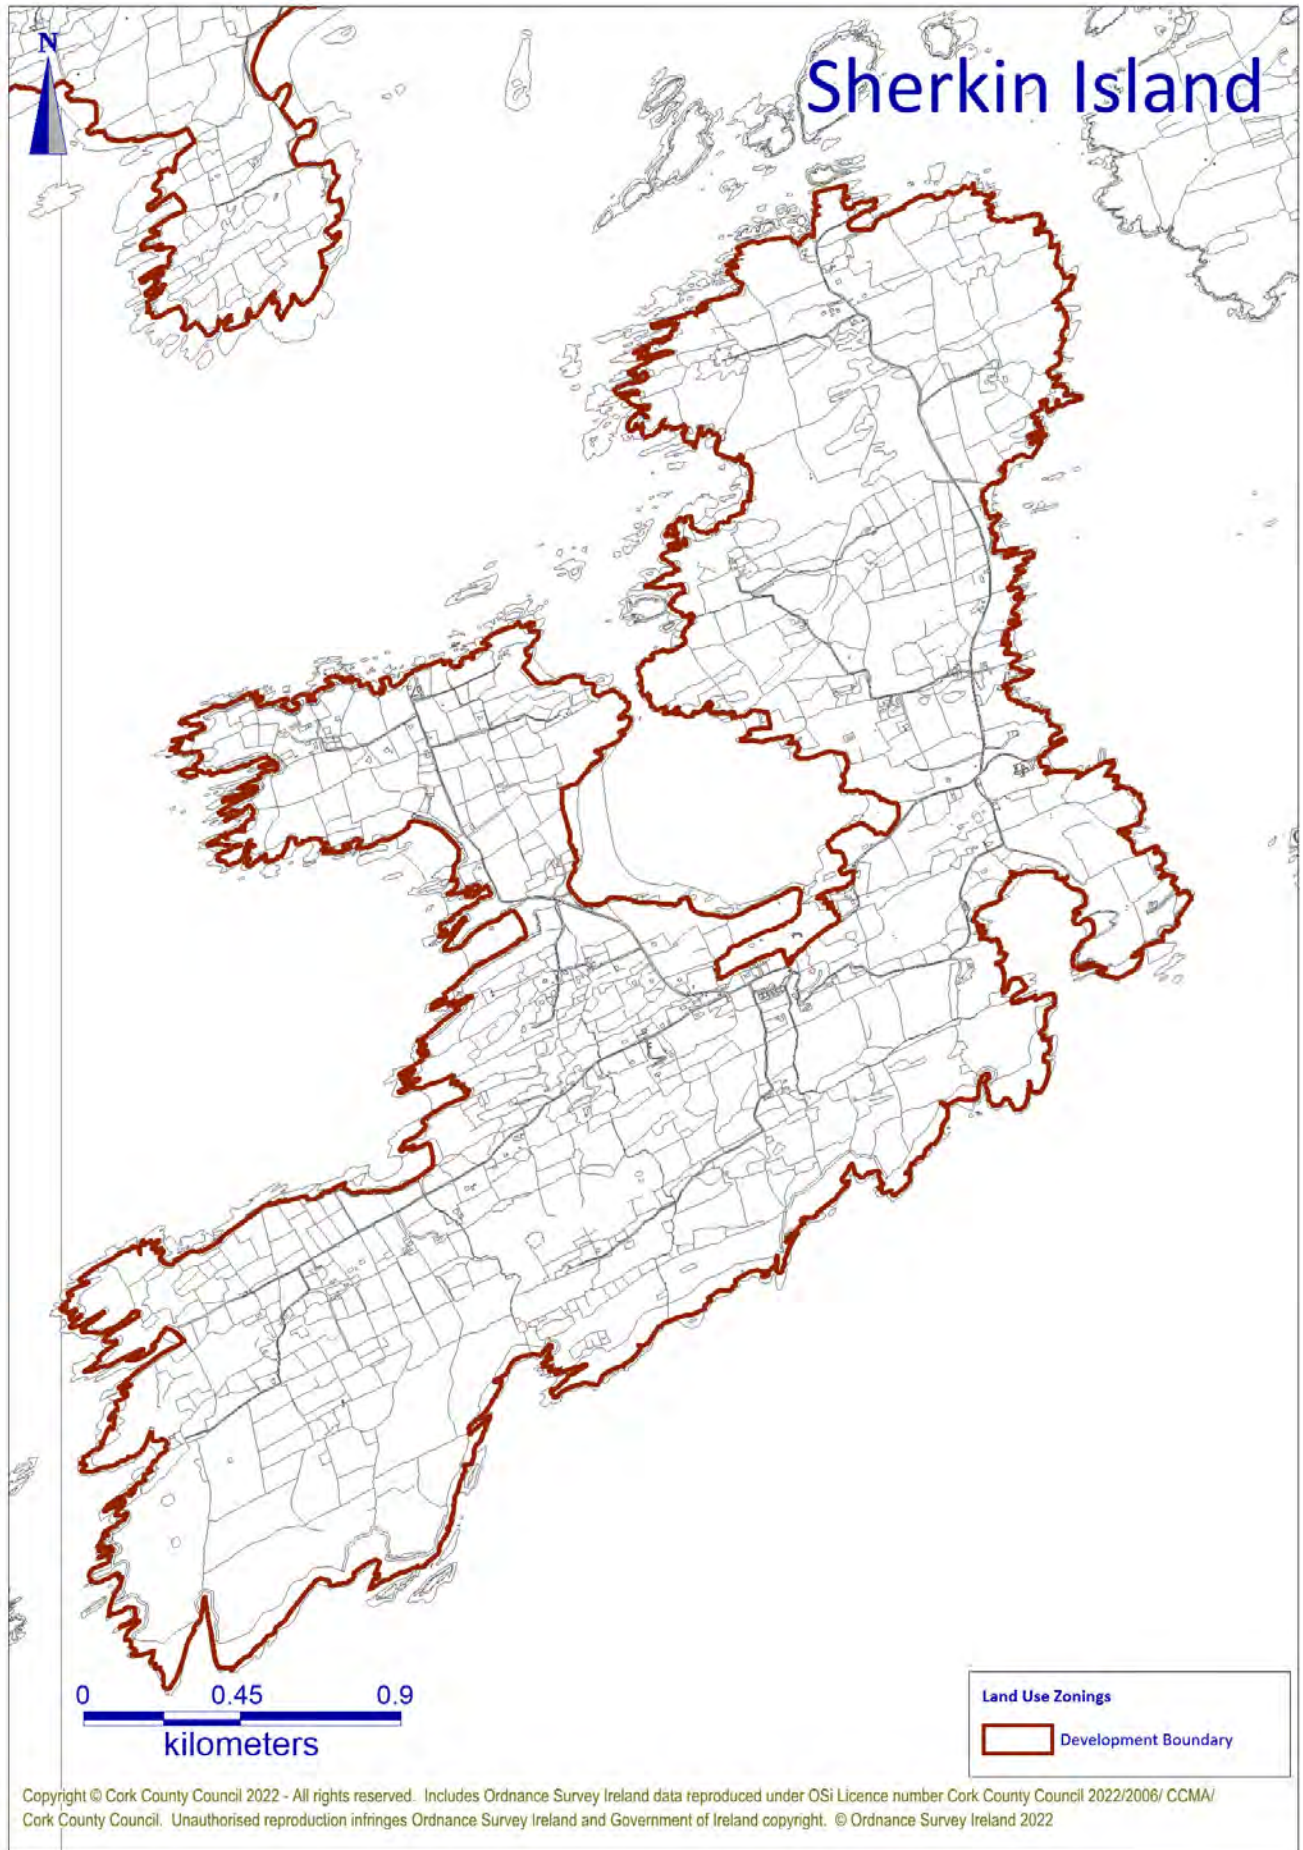 N
Sherkin Island
0 0.45 0.9
kilometers
Land Use Zonings
Development Boundary
Copyright © Cork County Council 2022 - All rights reserved. Includes Ordnance Survey Ireland data reproduced under OSi Licence number Cork County Council 2022/2006/ CCMA/
Cork County Council. Unauthorised reproduction infringes Ordnance Survey Ireland and Government of Ireland copyright. © Ordnance Survey Ireland 2022